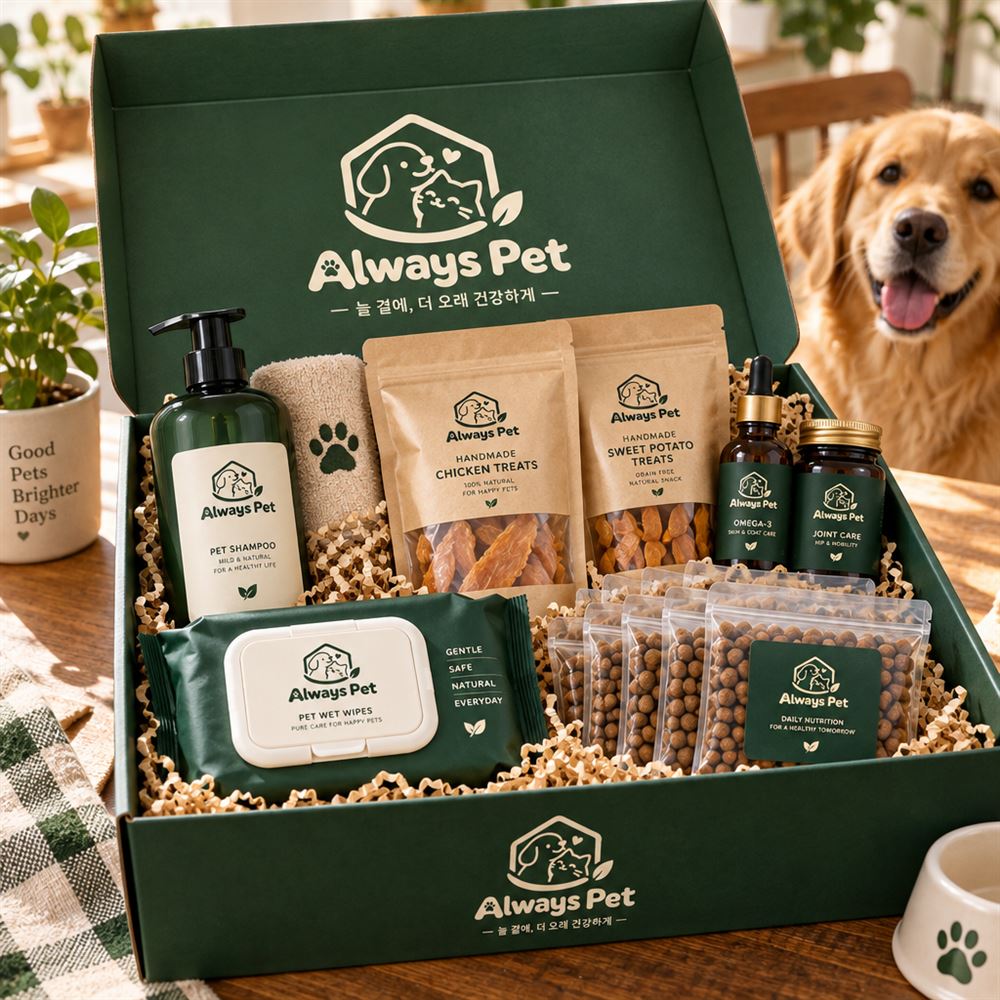 Always Pet
늘 결에, 더 오래 건강하게
Good
Pets
Brighter
Days
Always Pet
PET SHAMPOO
MILD & NATURAL
FOR A HEALTHY LIFE
Always Pet
HANDMADE
CHICKEN TREATS
100% NATURAL
FOR HAPPY PETS
Always Pet
HANDMADE
SWEET POTATO
TREATS
GRAIN FREE
NATURAL SNACK
Always Pet
OMEGA-3
SKIN & COAT CARE
Always Pet
JOINT CARE
HIP & MOBILITY
Always Pet
PET WET WIPES
PURE CARE FOR HAPPY PETS
GENTLE
SAFE
NATURAL
EVERYDAY
Always Pet
DAILY NUTRITION
FOR A HEALTHY TOMORROW
Always Pet
늘 결에, 더 오래 건강하게